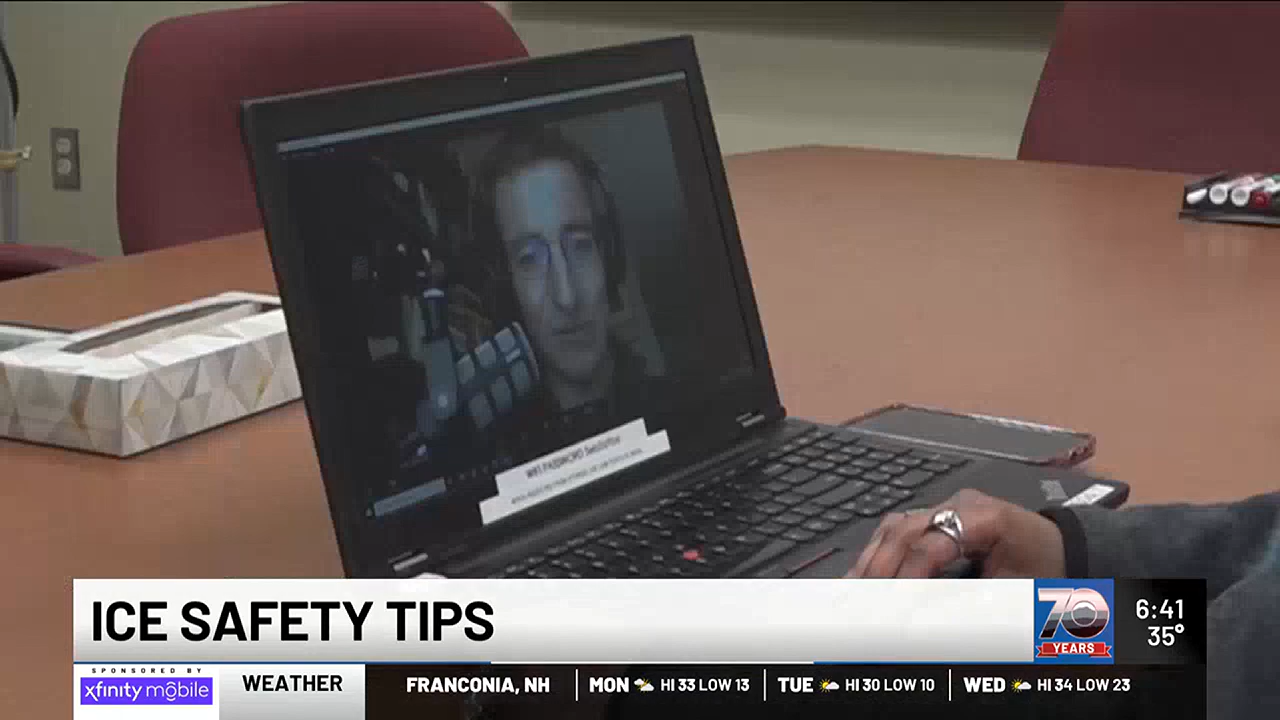 ICE SAFETY TIPS
70
YEARS
6:41
35°
SPONSORED BY
xfinity mobile
WEATHER
FRANCONIA, NH
MON HI 33 LOW 13
TUE HI 30 LOW 10
WED HI 34 LOW 23